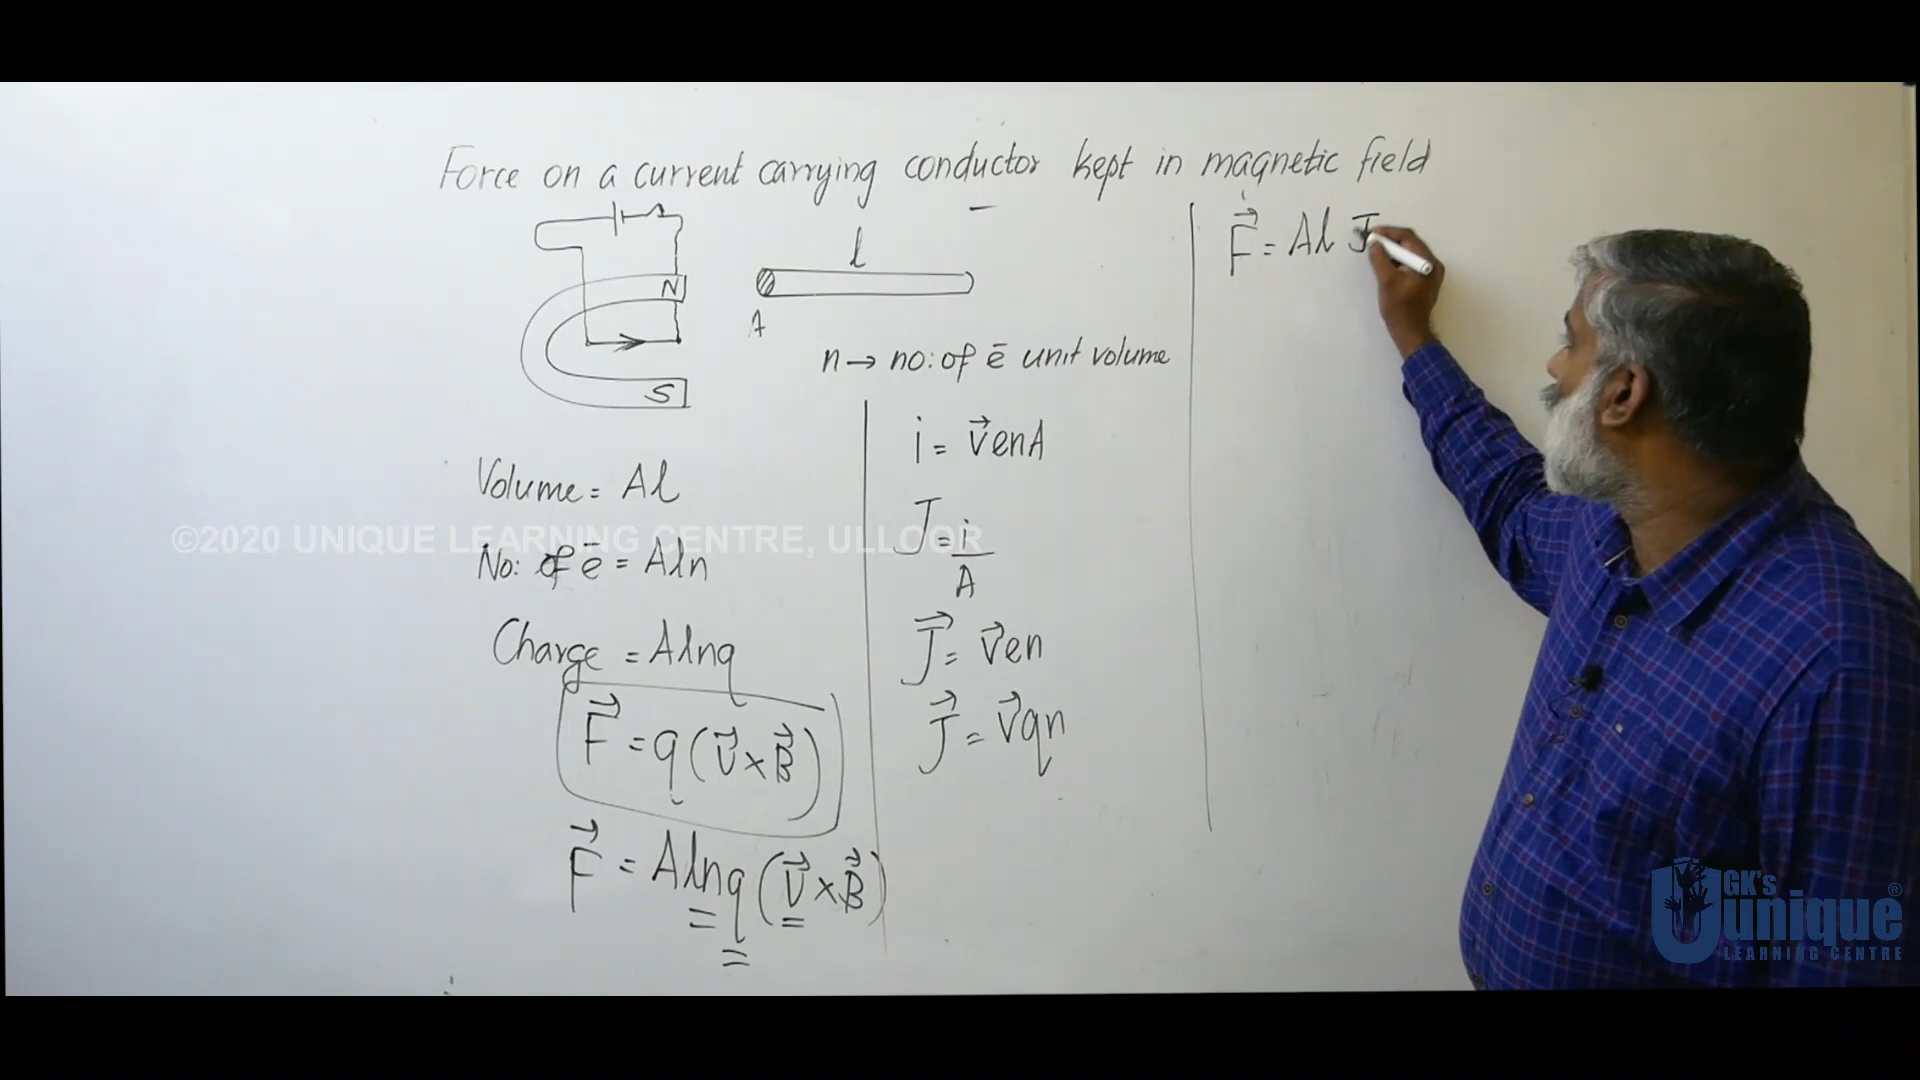 Force on a current carrying conductor kept in magnetic field
N
S
l
A
n → no: of ē unit volume
Volume = Al
No: of ē = Aln
Charge = Alnq
F⃗ = q(v⃗ × B⃗)
F⃗ = Alnq (v⃗ × B⃗)
i = v⃗enA
J = i/A
J⃗ = v⃗en
J⃗ = v⃗qn
F⃗ = Al J
©2020 UNIQUE LEARNING CENTRE, ULLOOR
GK's
Uunique ®
LEARNING CENTRE